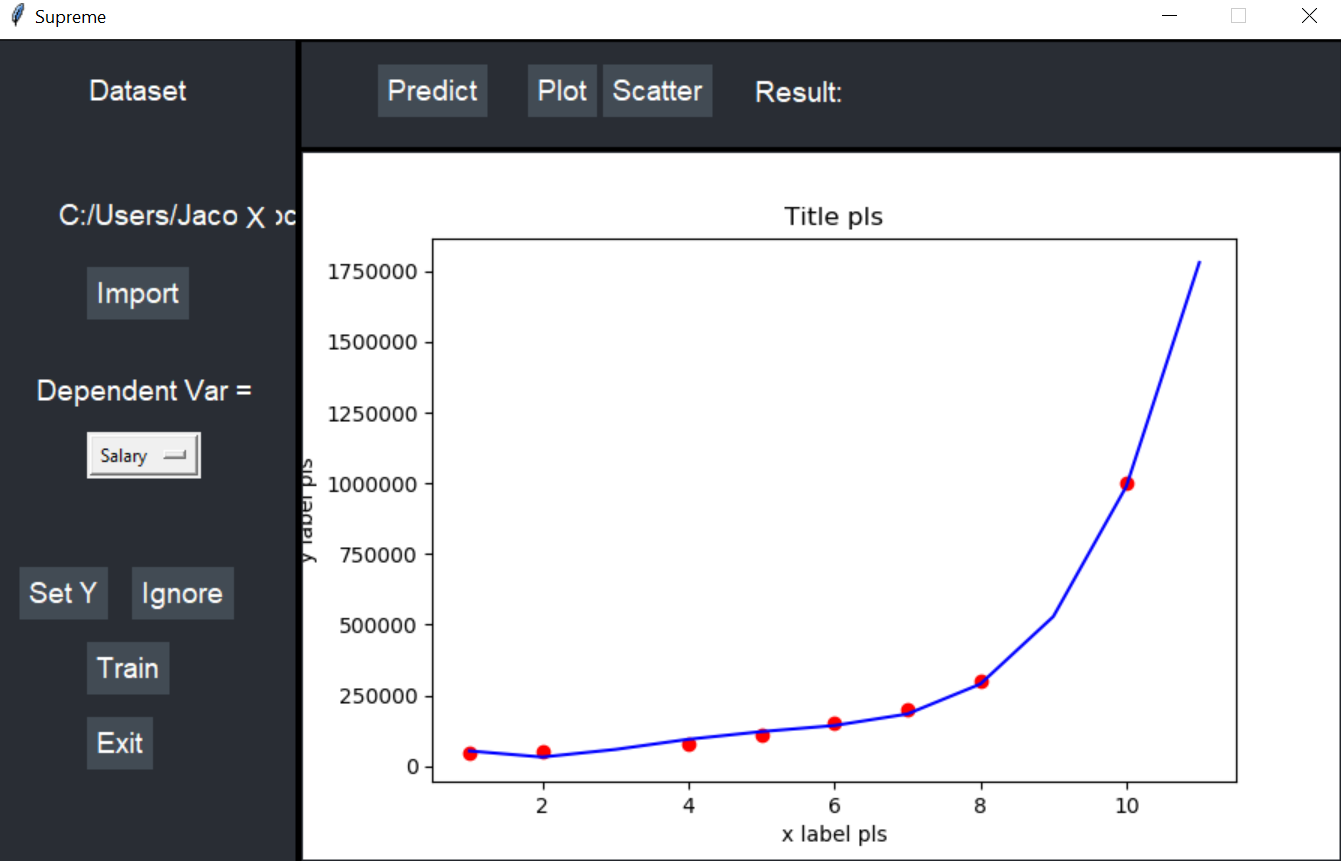 Supreme
Dataset
C:/Users/Jaco X
Import
Dependent Var =
Salary
Set Y Ignore
Train
Exit
Predict Plot Scatter Result:
Title pls
1750000
1500000
1250000
1000000
750000
500000
250000
0
y label pls
2 4 6 8 10
x label pls